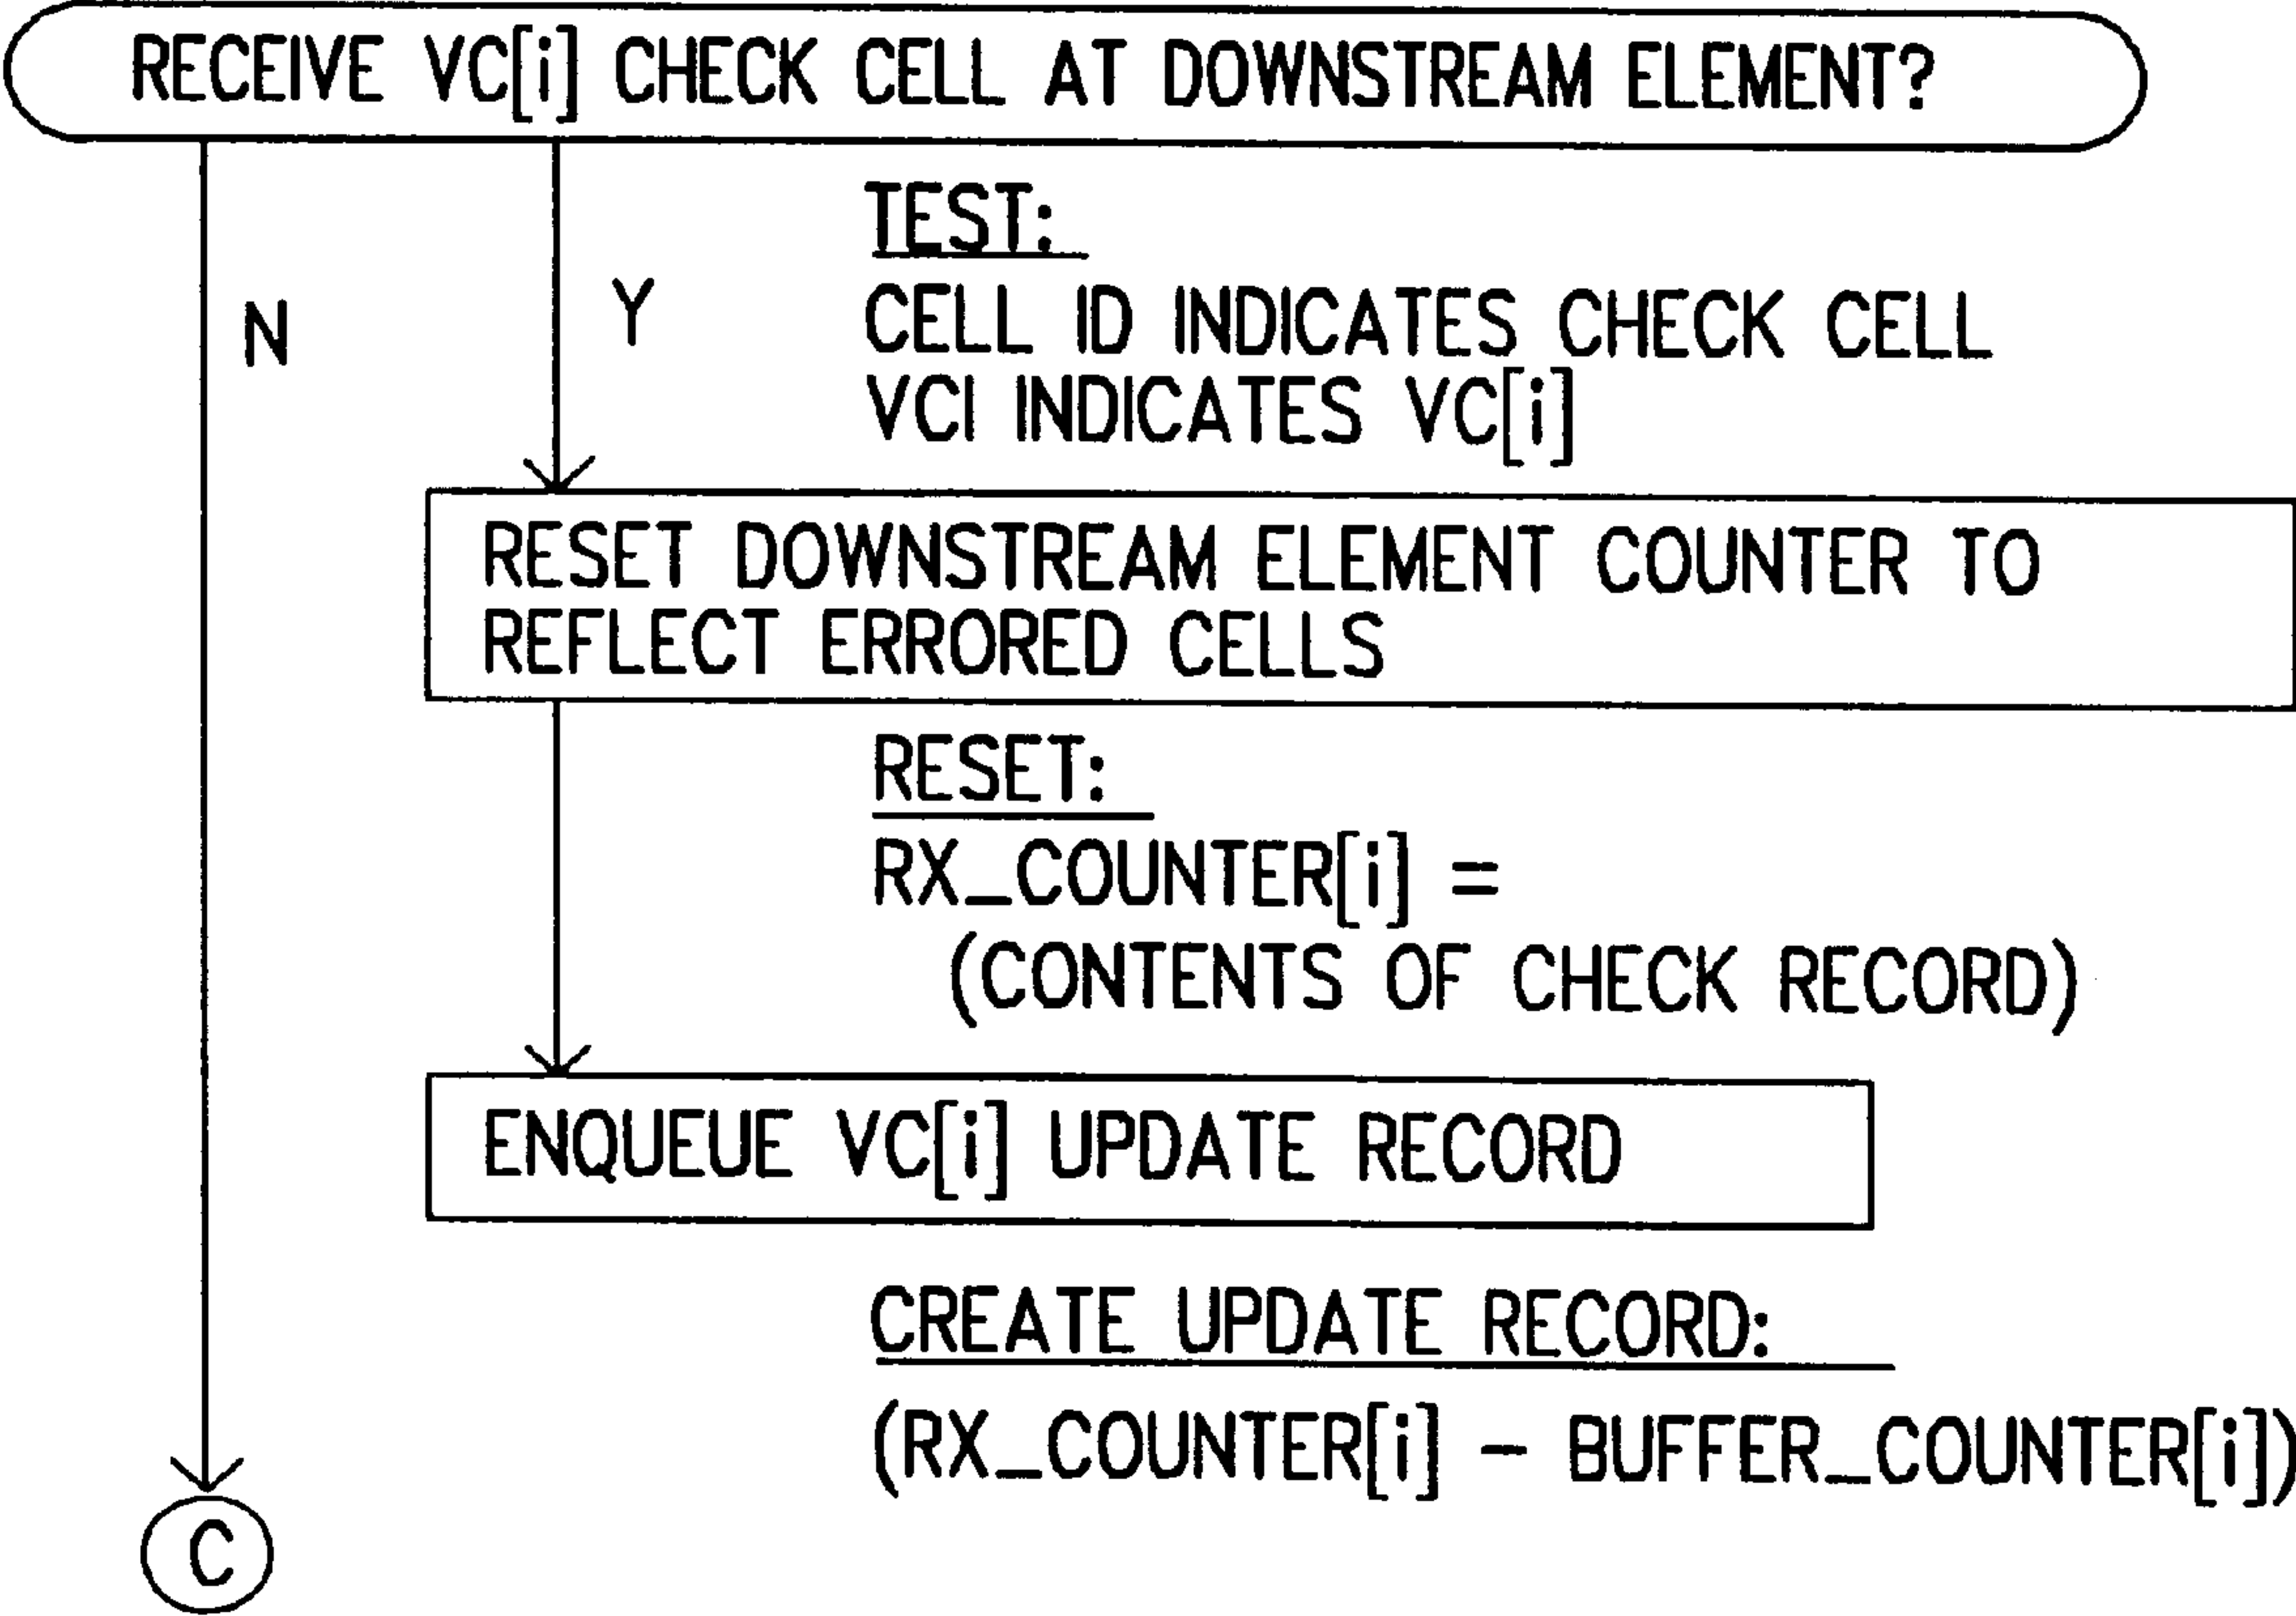 RECEIVE VC[i] CHECK CELL AT DOWNSTREAM ELEMENT?
TEST:
N
Y
CELL ID INDICATES CHECK CELL
VCI INDICATES VC[i]
RESET DOWNSTREAM ELEMENT COUNTER TO
REFLECT ERRORED CELLS
RESET:
RX_COUNTER[i] =
(CONTENTS OF CHECK RECORD)
ENQUEUE VC[i] UPDATE RECORD
CREATE UPDATE RECORD:
(RX_COUNTER[i] – BUFFER_COUNTER[i])
C